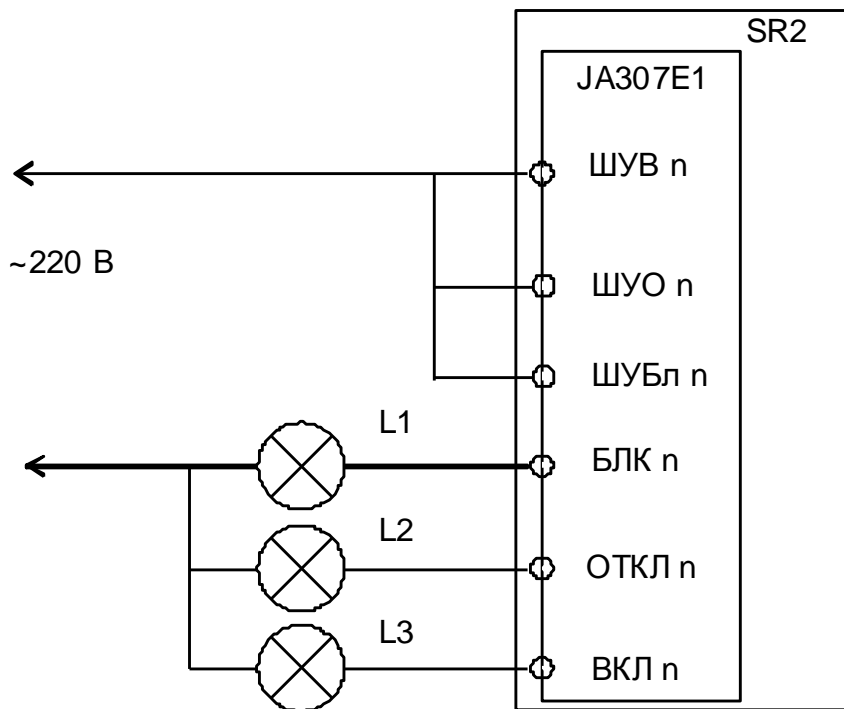 SR2
JA307E1
ШУВ n
~220 В
ШУО n
ШУБл n
L1
БЛК n
L2
ОТКЛ n
L3
ВКЛ n